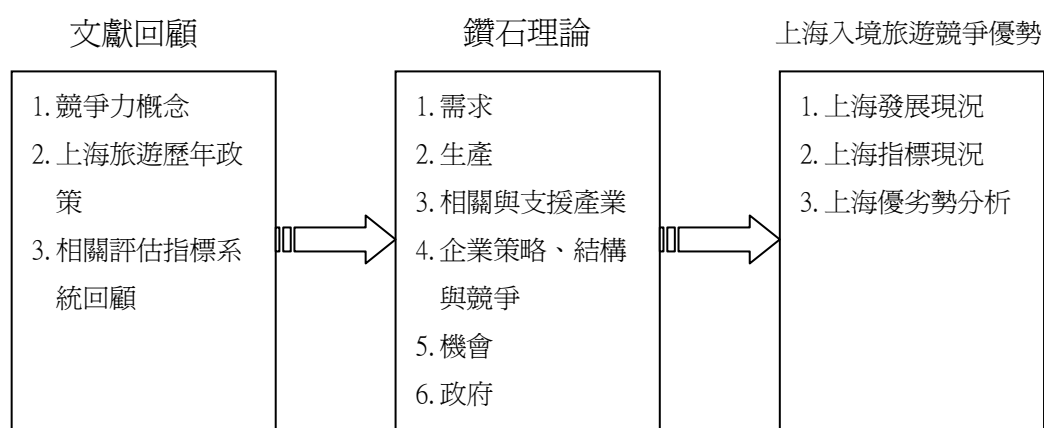 文獻回顧
1.競爭力概念
2.上海旅遊歷年政
策
3.相關評估指標系
統回顧
鑽石理論
1.需求
2.生產
3.相關與支援產業
4.企業策略、結構
與競爭
5.機會
6.政府
上海入境旅遊競爭優勢
1.上海發展現況
2.上海指標現況
3.上海優劣勢分析